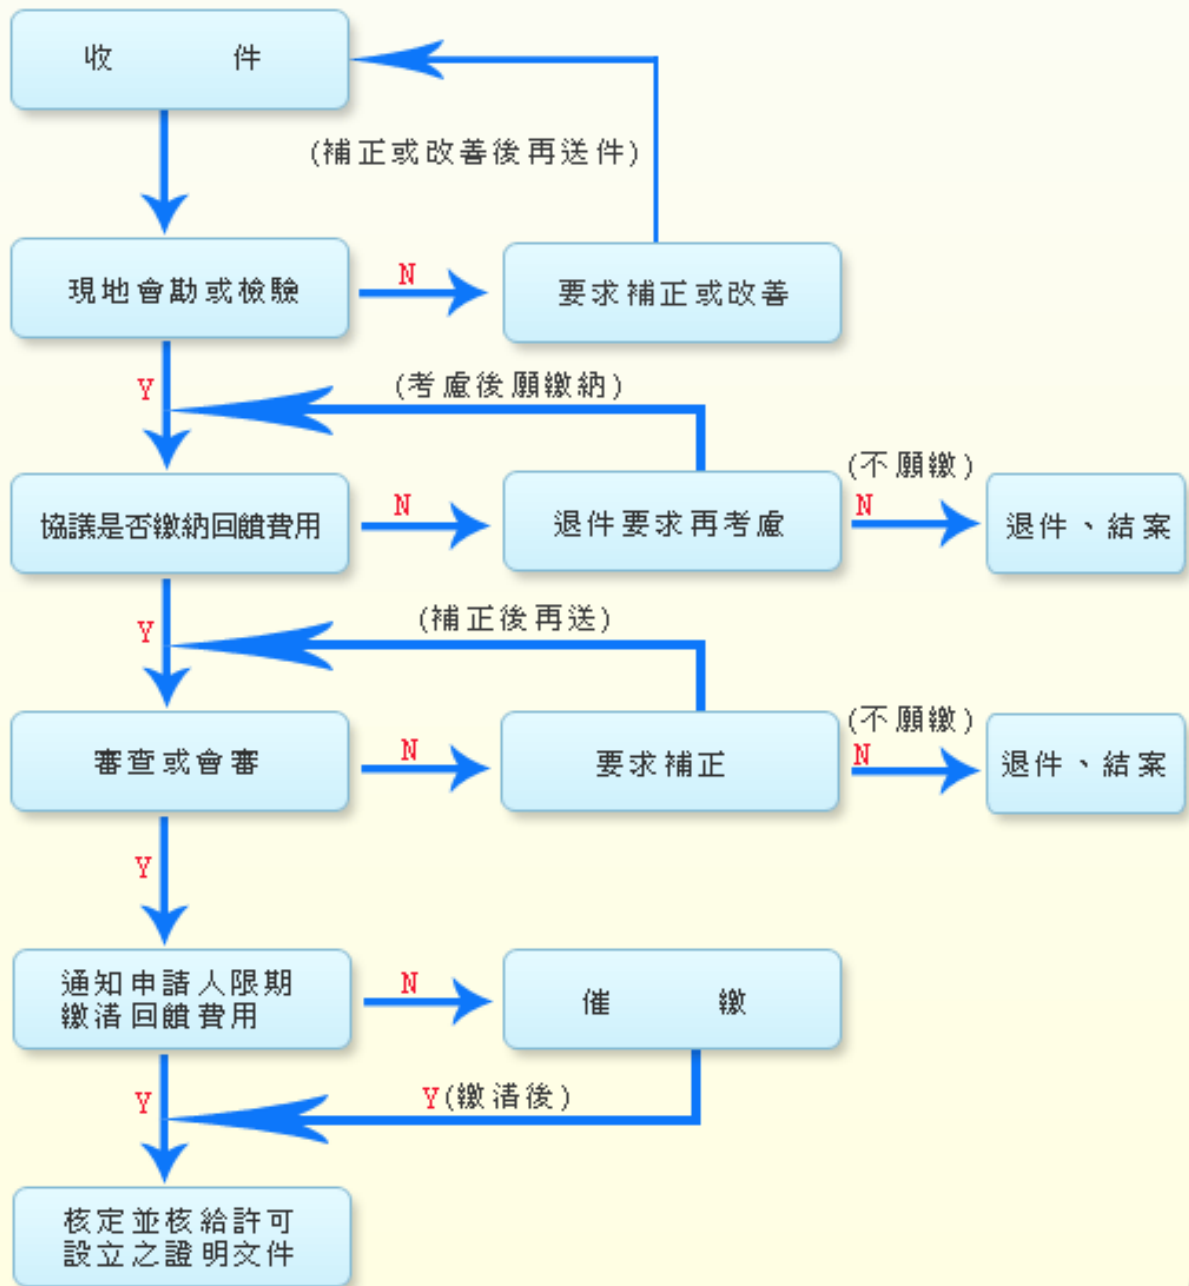 收 件
(補正或改善後再送件)
現地會勘或檢驗
N
要求補正或改善
Y
(考慮後願繳納)
協議是否繳納回饋費用
N
退件要求再考慮
(不願繳)
N
退件、結案
Y
(補正後再送)
審查或會審
N
要求補正
(不願繳)
N
退件、結案
Y
通知申請人限期
繳清回饋費用
N
催 繳
Y
Y(繳清後)
核定並核給許可
設立之證明文件